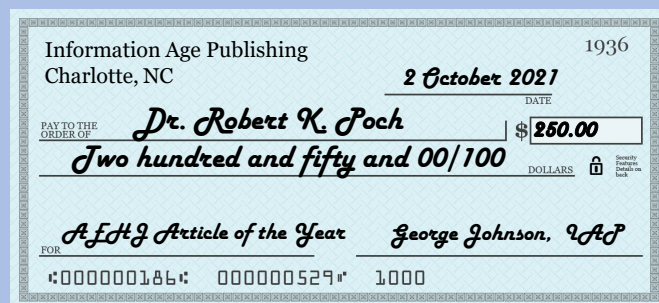 Information Age Publishing
Charlotte, NC
1936
2 October 2021
DATE
PAY TO THE
ORDER OF
Dr. Robert K. Poch
$ 250.00
Two hundred and fifty and 00/100
DOLLARS
Security
Features
Details on
back
FOR
AEHJ Article of the Year
George Johnson, IAP
⑆000000186⑆ 000000529⑈ 1000